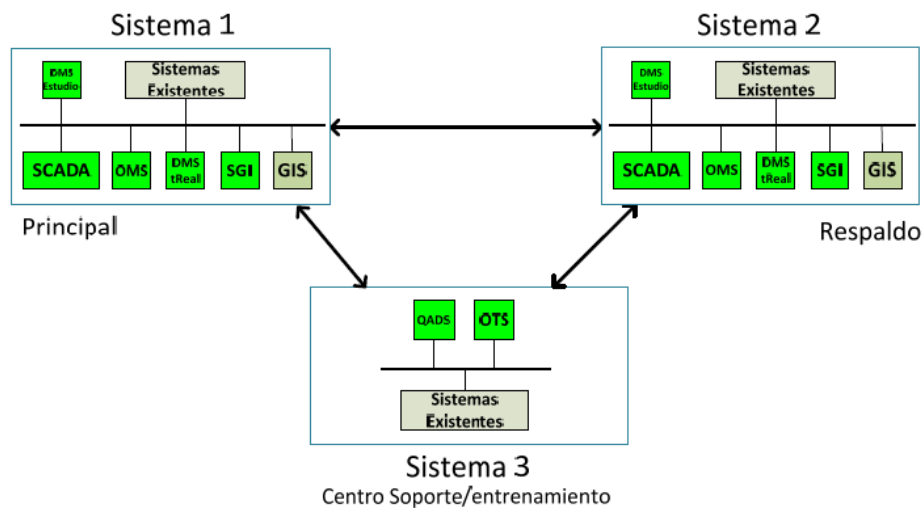 Sistema 1
DMS
Estudio
Sistemas
Existentes
SCADA
OMS
DMS
tReal
SGI
GIS
Principal
Sistema 2
DMS
Estudio
Sistemas
Existentes
SCADA
OMS
DMS
tReal
SGI
GIS
Respaldo
QADS
OTS
Sistemas
Existentes
Sistema 3
Centro Soporte/entrenamiento